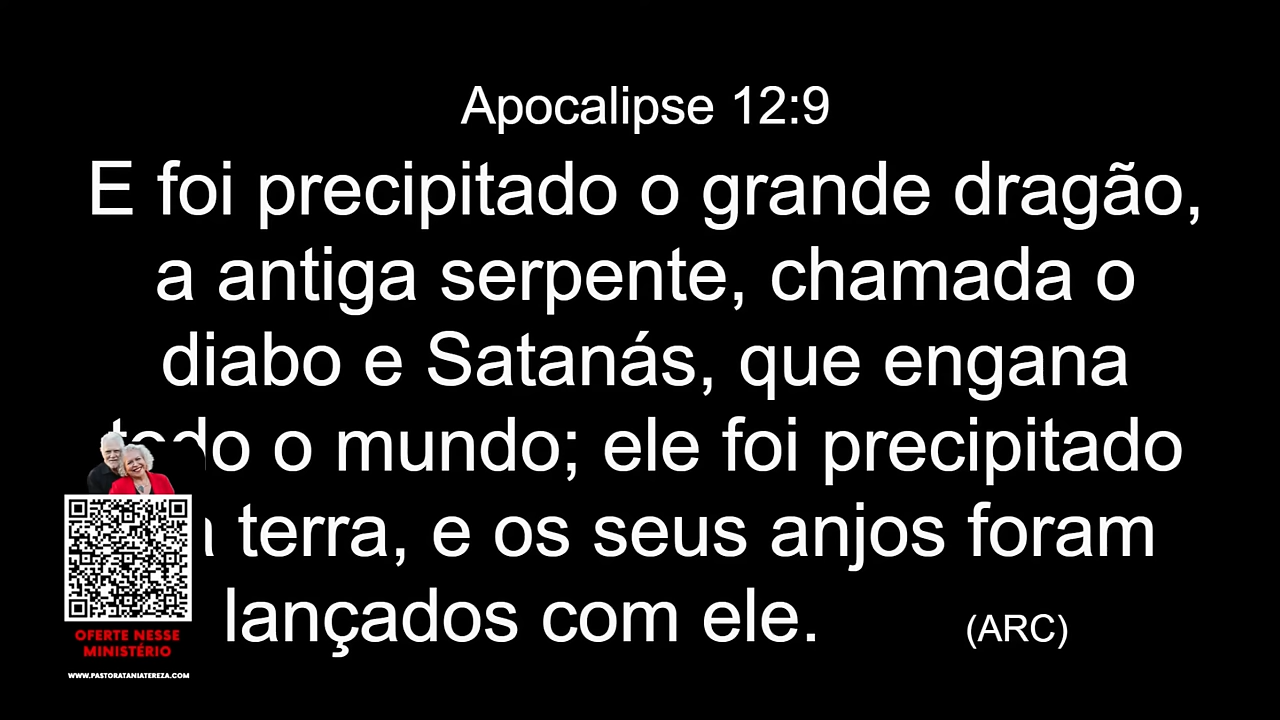 Apocalipse 12:9
E foi precipitado o grande dragão,
a antiga serpente, chamada o
diabo e Satanás, que engana
todo o mundo; ele foi precipitado
terra, e os seus anjos foram
lançados com ele. (ARC)
OFERTE NESSE
MINISTÉRIO
WWW.PASTORATANIATEREZA.COM